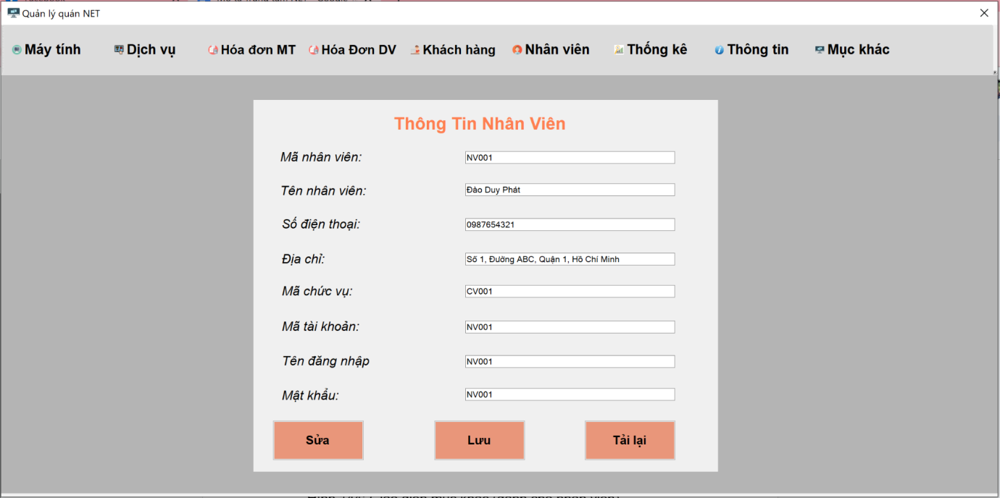 Quản lý quán NET
Máy tính Dịch vụ Hóa đơn MT Hóa Đơn DV Khách hàng Nhân viên Thống kê Thông tin Mục khác
Thông Tin Nhân Viên
Mã nhân viên: NV001
Tên nhân viên: Đào Duy Phát
Số điện thoại: 0987654321
Địa chỉ: Số 1, Đường ABC, Quận 1, Hồ Chí Minh
Mã chức vụ: CV001
Mã tài khoản: NV001
Tên đăng nhập NV001
Mật khẩu: NV001
Sửa Lưu Tải lại